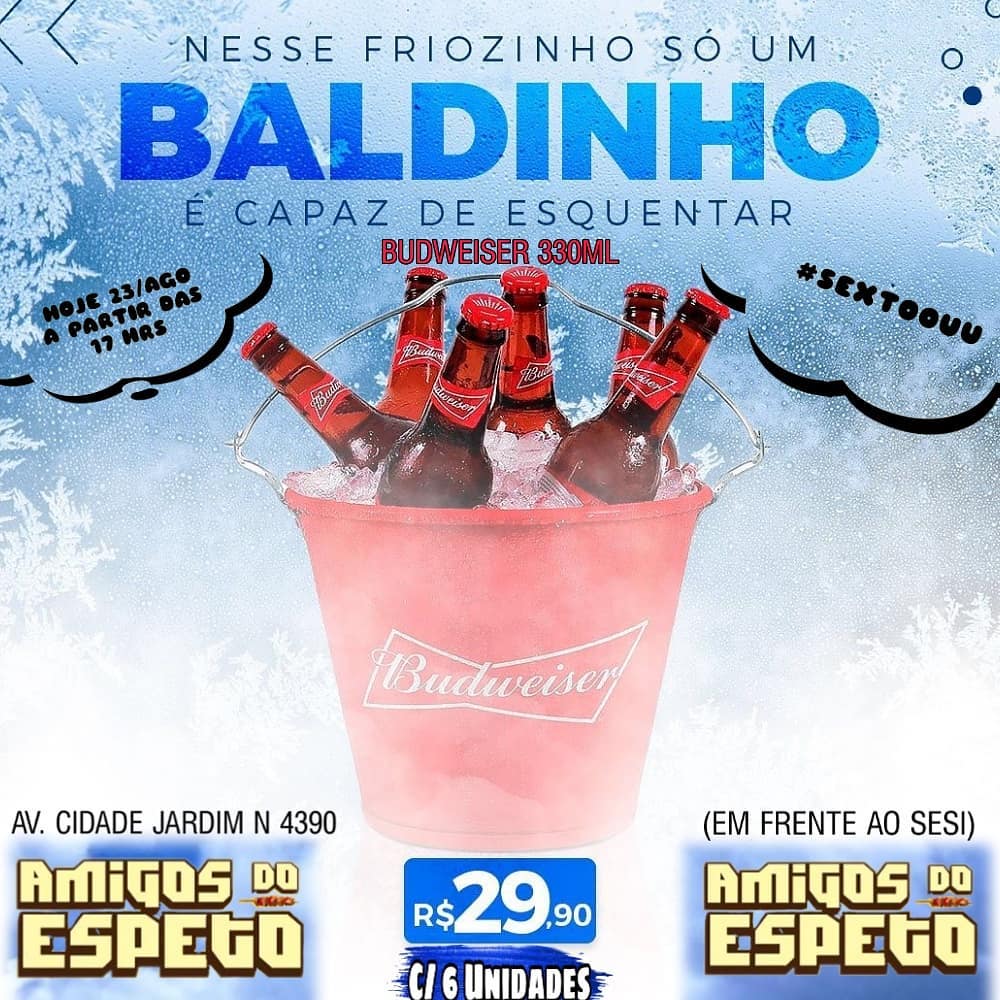 NESSE FRIOZINHO SÓ UM
BALDINHO
É CAPAZ DE ESQUENTAR
BUDWEISER 330ML
HOJE 23/AGO
A PARTIR DAS
17 HRS
#SEXTOOUU
Budweiser
Budweiser
Budweiser
Budweiser
AV. CIDADE JARDIM N 4390
(EM FRENTE AO SESI)
AMIGOS DO
ESPETO
R$29,90
C/ 6 UNIDADES
AMIGOS DO
ESPETO